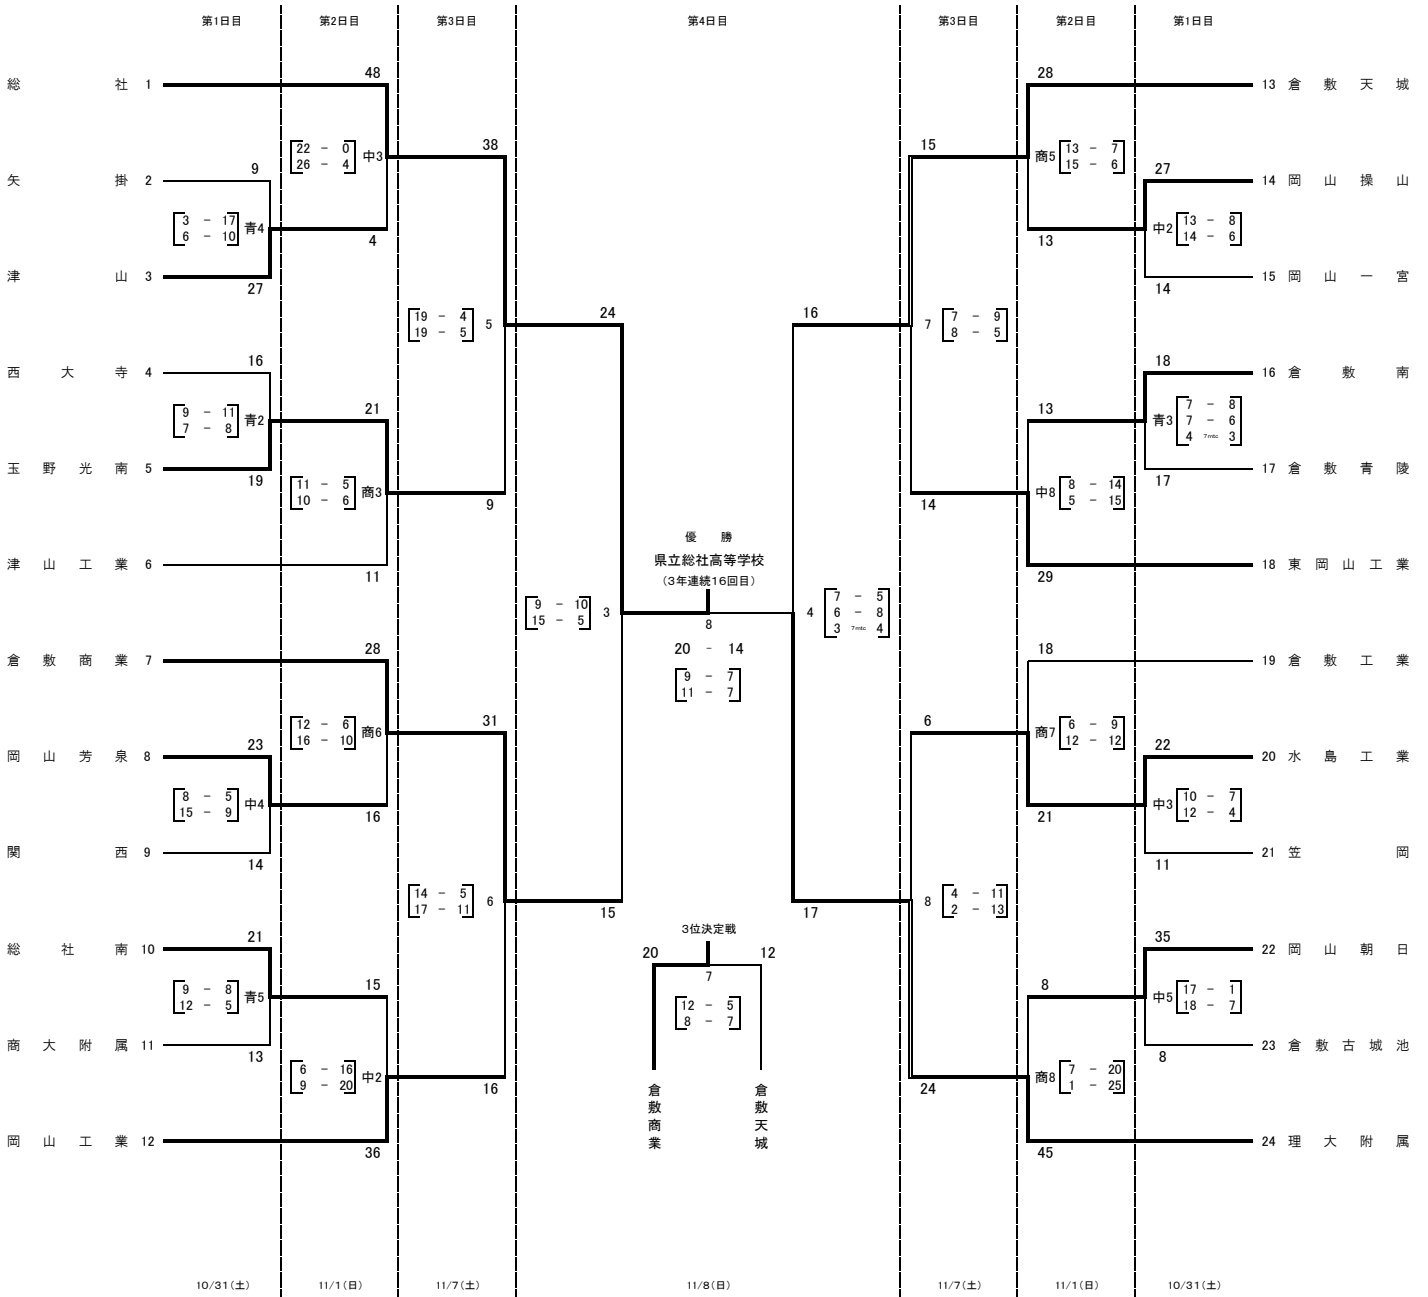 第1日目 第2日目 第3日目 第4日目 第3日目 第2日目 第1日目
48 28
総社 1 13 倉敷天城
38 15
22 - 0 13 - 7
中3 商5
26 - 4 15 - 6
9 27
矢掛 2 14 岡山操山
3 - 17 13 - 8
青4 中2
6 - 10 14 - 6
4 13
津山 3 15 岡山一宮
27 14
24 16
19 - 4 7 - 9
5 7
19 - 5 8 - 5
16 18
西大寺 4 16 倉敷南
9 - 11 7 - 8
青2 青3
7 - 8 7 - 6
4 7mtc 3
21 13
玉野光南 5 17 倉敷青陵
19 17
11 - 5 8 - 14
商3 中8
10 - 6 5 - 15
9 14
優勝
県立総社高等学校
(3年連続16回目)
津山工業 6 18 東岡山工業
11 29
9 - 10 7 - 5
3 4
15 - 5 6 - 8
3 7mtc 4
8
20 - 14
9 - 7
11 - 7
28 18
倉敷商業 7 19 倉敷工業
31 6
12 - 6 6 - 9
商6 商7
16 - 10 12 - 12
23 22
岡山芳泉 8 20 水島工業
8 - 5 10 - 7
中4 中3
15 - 9 12 - 4
16 21
関西 9 21 笠岡
14 11
14 - 5 4 - 11
6 8
17 - 11 2 - 13
15 17
3位決定戦
20 12
7
12 - 5
8 - 7
倉敷商業
倉敷天城
21 35
総社南 10 22 岡山朝日
9 - 8 17 - 1
青5 中5
12 - 5 18 - 7
15 8
商大附属 11 23 倉敷古城池
13 8
6 - 16 7 - 20
中2 商8
9 - 20 1 - 25
16 24
岡山工業 12 24 理大附属
36 45
10/31(土) 11/1(日) 11/7(土) 11/8(日) 11/7(土) 11/1(日) 10/31(土)